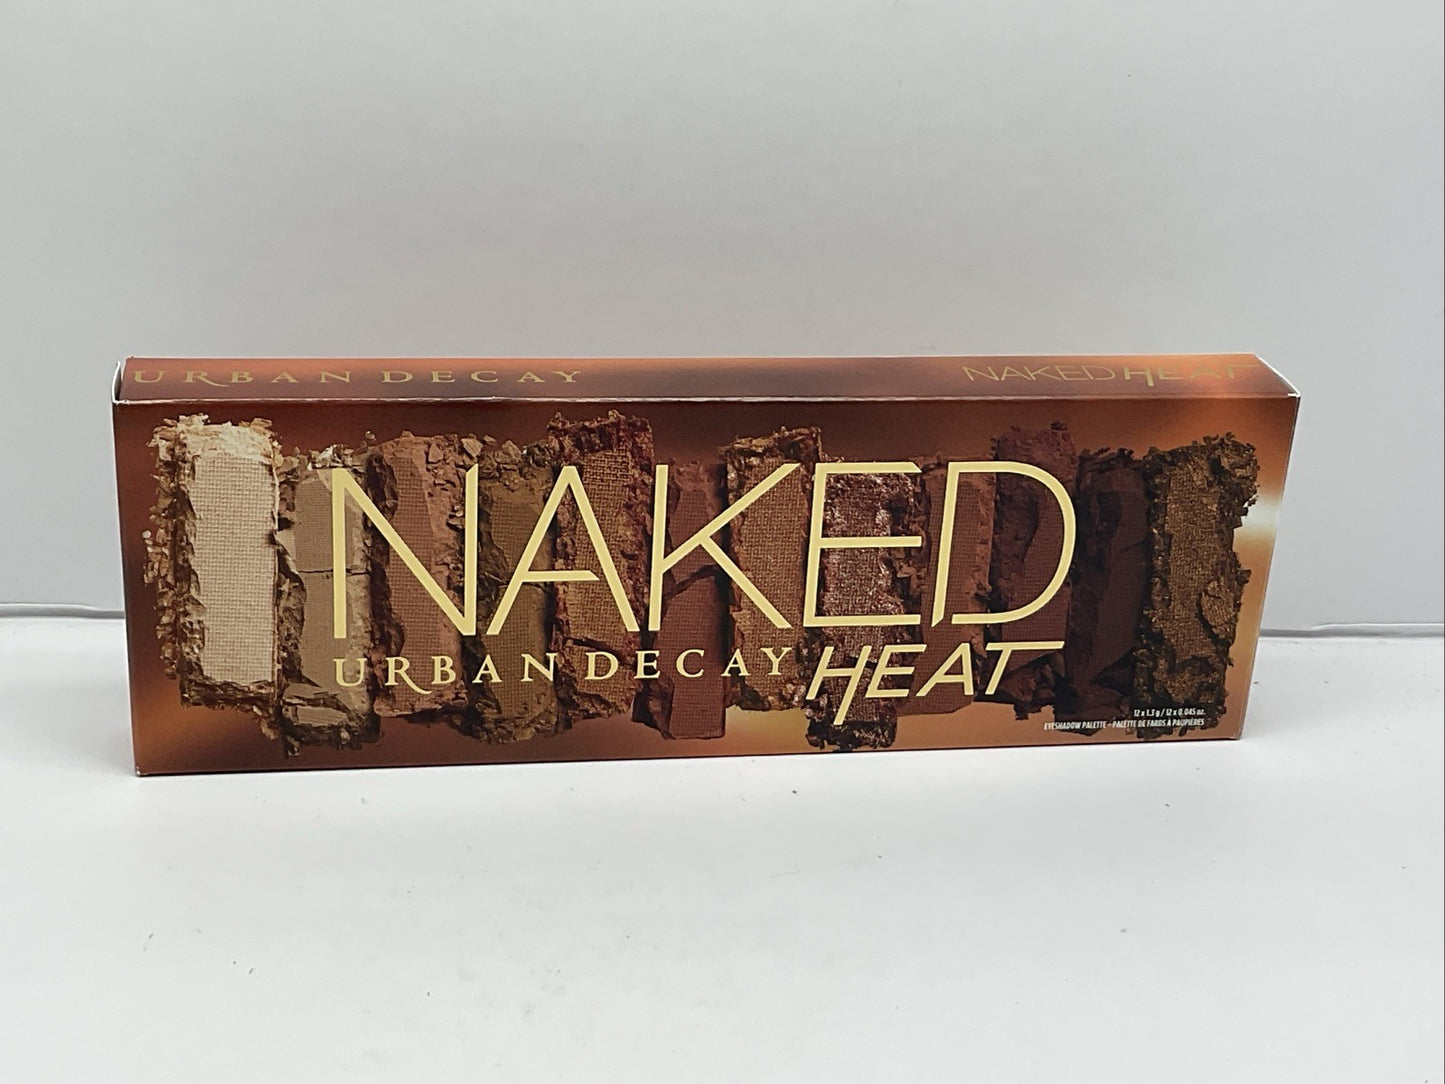 URBAN DECAY
NAKED HEAT
NAKED
URBAN DECAY HEAT
12 x 1.3 g / 12 x 0.045 oz.
EYESHADOW PALETTE - PALETTE DE FARDS À PAUPIÈRES